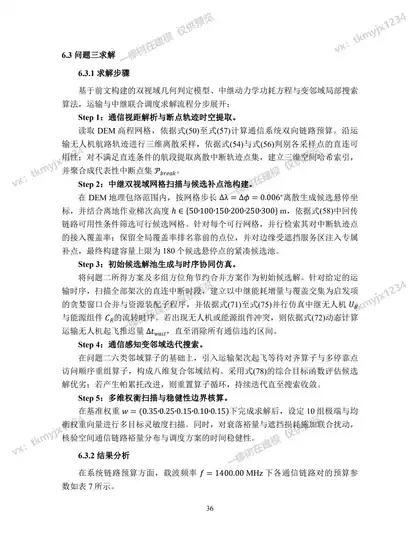 6.3 问题三求解
6.3.1 求解步骤
基于前文构建的双视域几何判定模型、中继动力学功耗方程与变邻域局部搜索
算法，运输与中继联合调度求解流程分步展开：
Step 1：通信视距解析与断点轨迹时空提取。
读取 DEM 高程网格，依据式(50)至式(57)计算通信系统双向链路预算。沿运
输无人机航路轨迹进行三维离散采样，依据式(54)与式(56)判别各采样点的直连可
用性；对不满足直连条件的航段提取离散中断轨迹点集，建立三维空间哈希索引，
并聚合成代表性中断点集 𝒫break。
Step 2：中继双视域网格扫描与候选补点池构建。
在 DEM 地理包络范围内，按网格步长 Δλ = Δφ = 0.006°离散生成候选悬停坐
标，并结合离地作业梯次高度 h ∈ {50·100·150·200·250·300} m，依据式(58)中回传
链路可用性条件筛选可行候选网格。针对每个可行网格，并行检索其对中断轨迹点
的接入覆盖率；保留全局覆盖率排名靠前的点位，并对边缘受遮挡服务区注入专属
补点，最终构建容量上限为 180 个候选悬停点的紧凑候选池。
Step 3：初始候选解池生成与时序协同仿真。
将问题二所得方案及多组方位角节约合并方案作为初始候选解。针对给定的运
输时序，扫描全部架次的直连中断时段，建立以中继能耗增量与覆盖交集为启发项
的贪婪窗口合并与资源装配子程序，并依据式(71)至式(75)并行仿真中继无人机 UR
与能源组件 CR的流转时序。若出现无人机或能源组件冲突，则依据式(72)动态计算
运输无人机起飞推迟量 Δtwait，直至消除所有通信违约区间。
Step 4：通信感知变邻域迭代搜索。
在问题二六类邻域算子的基础上，引入运输架次起飞等待对齐算子与多停靠点
访问顺序重组算子，构成八维复合邻域结构。采用式(78)的综合目标函数评估候选
解优劣；若产生帕累托改进，则重置算子循环，持续迭代直至搜索收敛。
Step 5：多维权衡扫描与稳健性边界核算。
在基准权重 w = (0.35·0.25·0.15·0.10·0.15)下完成求解后，设定 10 组极端与均
衡权重向量进行多目标灵敏度扫描。同时，对衰落裕量与遮挡损耗施加联合扰动，
核验空间通信链路裕量分布与调度方案的时间稳健性。
6.3.2 结果分析
在系统链路预算方面，载波频率 f = 1400.00 MHz 下各通信链路对的预算参
数如表 7 所示。
36
vx: tkmyjx1234